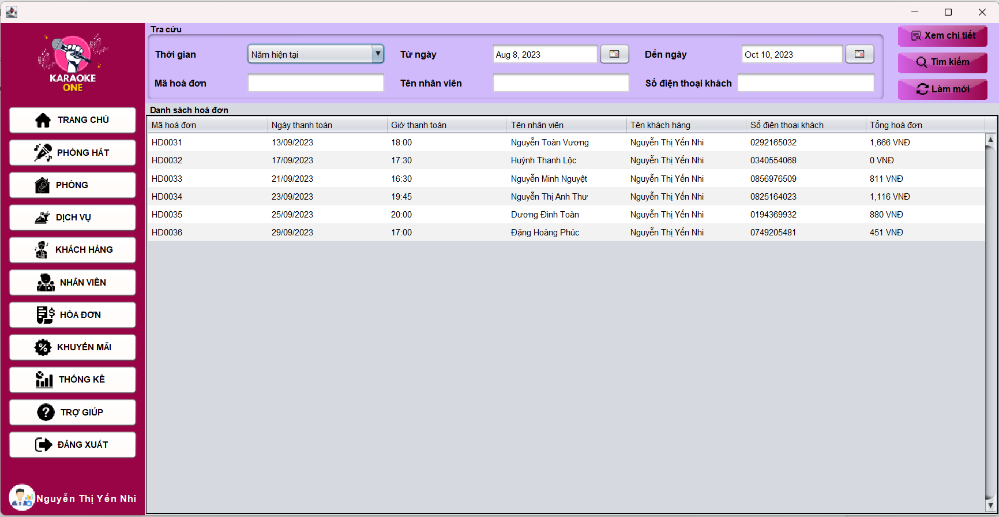 Tra cứu
Thời gian Năm hiện tại Từ ngày Aug 8, 2023 Đến ngày Oct 10, 2023
Mã hoá đơn Tên nhân viên Số điện thoại khách
Xem chi tiết
Tìm kiếm
Làm mới
KARAOKE
ONE
TRANG CHỦ
PHÒNG HÁT
PHÒNG
DỊCH VỤ
KHÁCH HÀNG
NHÂN VIÊN
HÓA ĐƠN
KHUYẾN MÃI
THỐNG KÊ
TRỢ GIÚP
ĐĂNG XUẤT
Nguyễn Thị Yến Nhi
Danh sách hoá đơn
Mã hoá đơn Ngày thanh toán Giờ thanh toán Tên nhân viên Tên khách hàng Số điện thoại khách Tổng hoá đơn
HD0031 13/09/2023 18:00 Nguyễn Toàn Vương Nguyễn Thị Yến Nhi 0292165032 1,666 VNĐ
HD0032 17/09/2023 17:30 Huỳnh Thanh Lộc Nguyễn Thị Yến Nhi 0340554068 0 VNĐ
HD0033 21/09/2023 16:30 Nguyễn Minh Nguyệt Nguyễn Thị Yến Nhi 0856976509 811 VNĐ
HD0034 23/09/2023 19:45 Nguyễn Thị Anh Thư Nguyễn Thị Yến Nhi 0825164023 1,116 VNĐ
HD0035 25/09/2023 20:00 Dương Đình Toàn Nguyễn Thị Yến Nhi 0194369932 880 VNĐ
HD0036 29/09/2023 17:00 Đặng Hoàng Phúc Nguyễn Thị Yến Nhi 0749205481 451 VNĐ